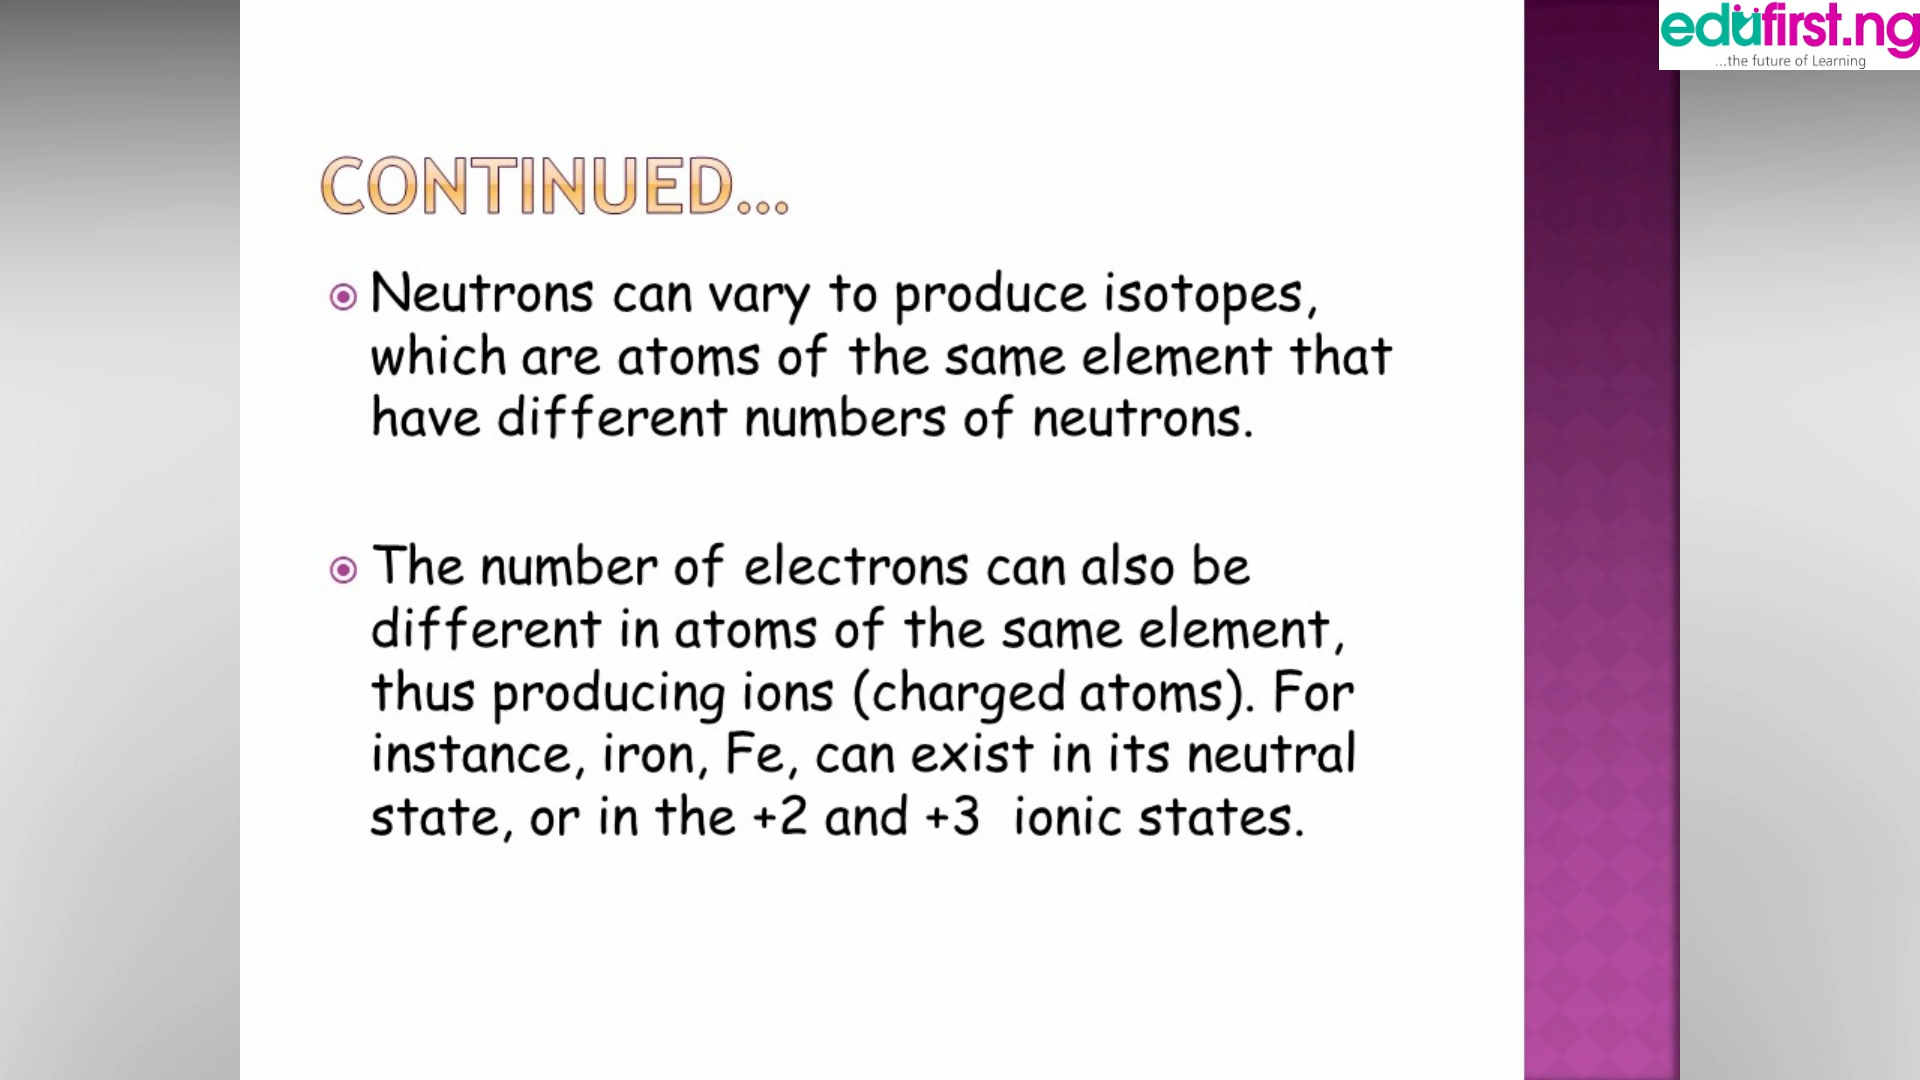 edufirst.ng
...the future of Learning
CONTINUED...
Neutrons can vary to produce isotopes,
which are atoms of the same element that
have different numbers of neutrons.
The number of electrons can also be
different in atoms of the same element,
thus producing ions (charged atoms). For
instance, iron, Fe, can exist in its neutral
state, or in the +2 and +3  ionic states.